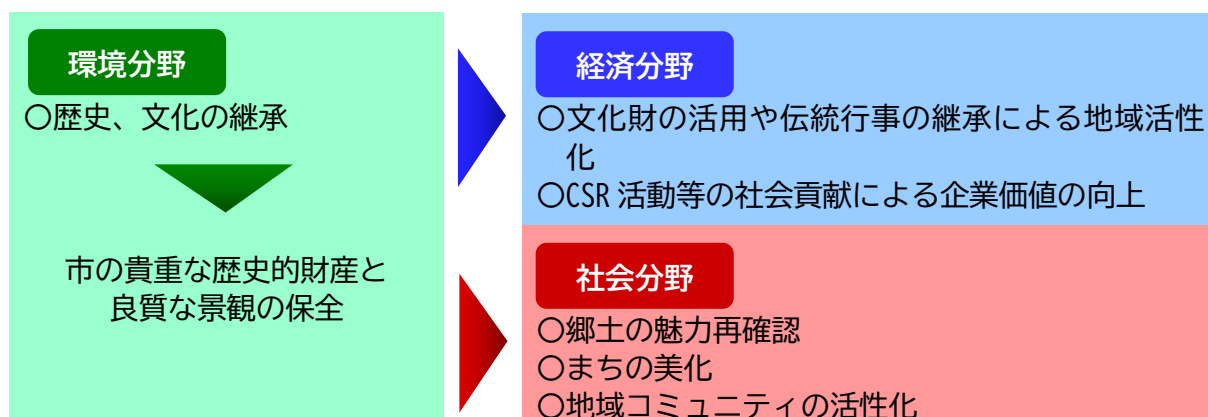 環境分野
〇歴史、文化の継承
市の貴重な歴史的財産と
良質な景観の保全
経済分野
〇文化財の活用や伝統行事の継承による地域活性
化
〇CSR 活動等の社会貢献による企業価値の向上
社会分野
〇郷土の魅力再確認
〇まちの美化
〇地域コミュニティの活性化